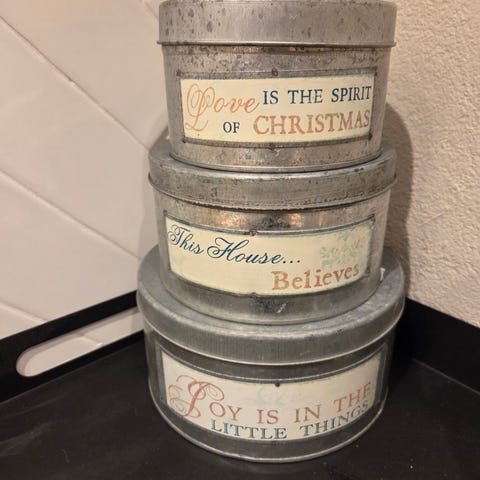 Love IS THE SPIRIT
OF CHRISTMAS
This House...
Believes
JOY IS IN THE
LITTLE THINGS